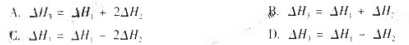 A. ΔH₃ = ΔH₁ + 2ΔH₂ B. ΔH₃ = ΔH₁ + ΔH₂
C. ΔH₃ = ΔH₁ − 2ΔH₂ D. ΔH₃ = ΔH₁ − ΔH₂